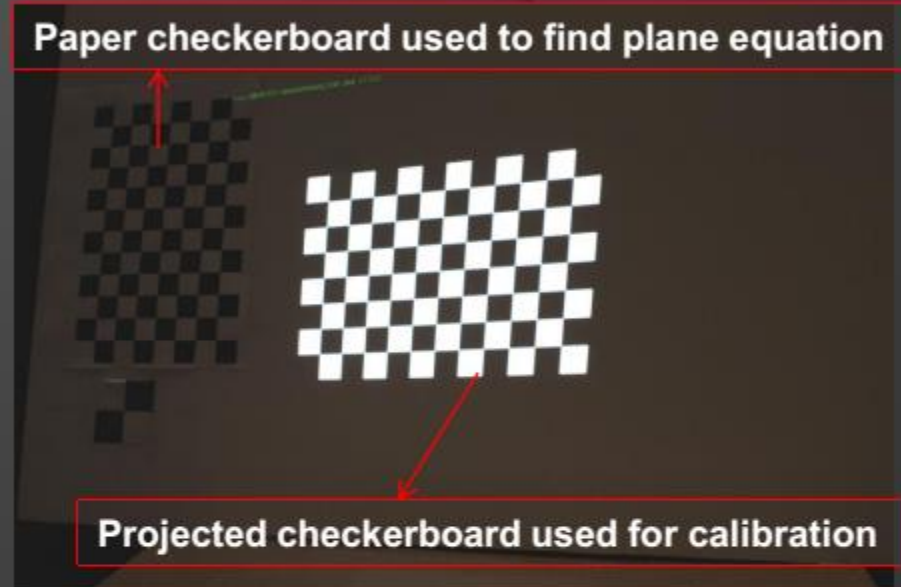 Paper checkerboard used to find plane equation
Projected checkerboard used for calibration